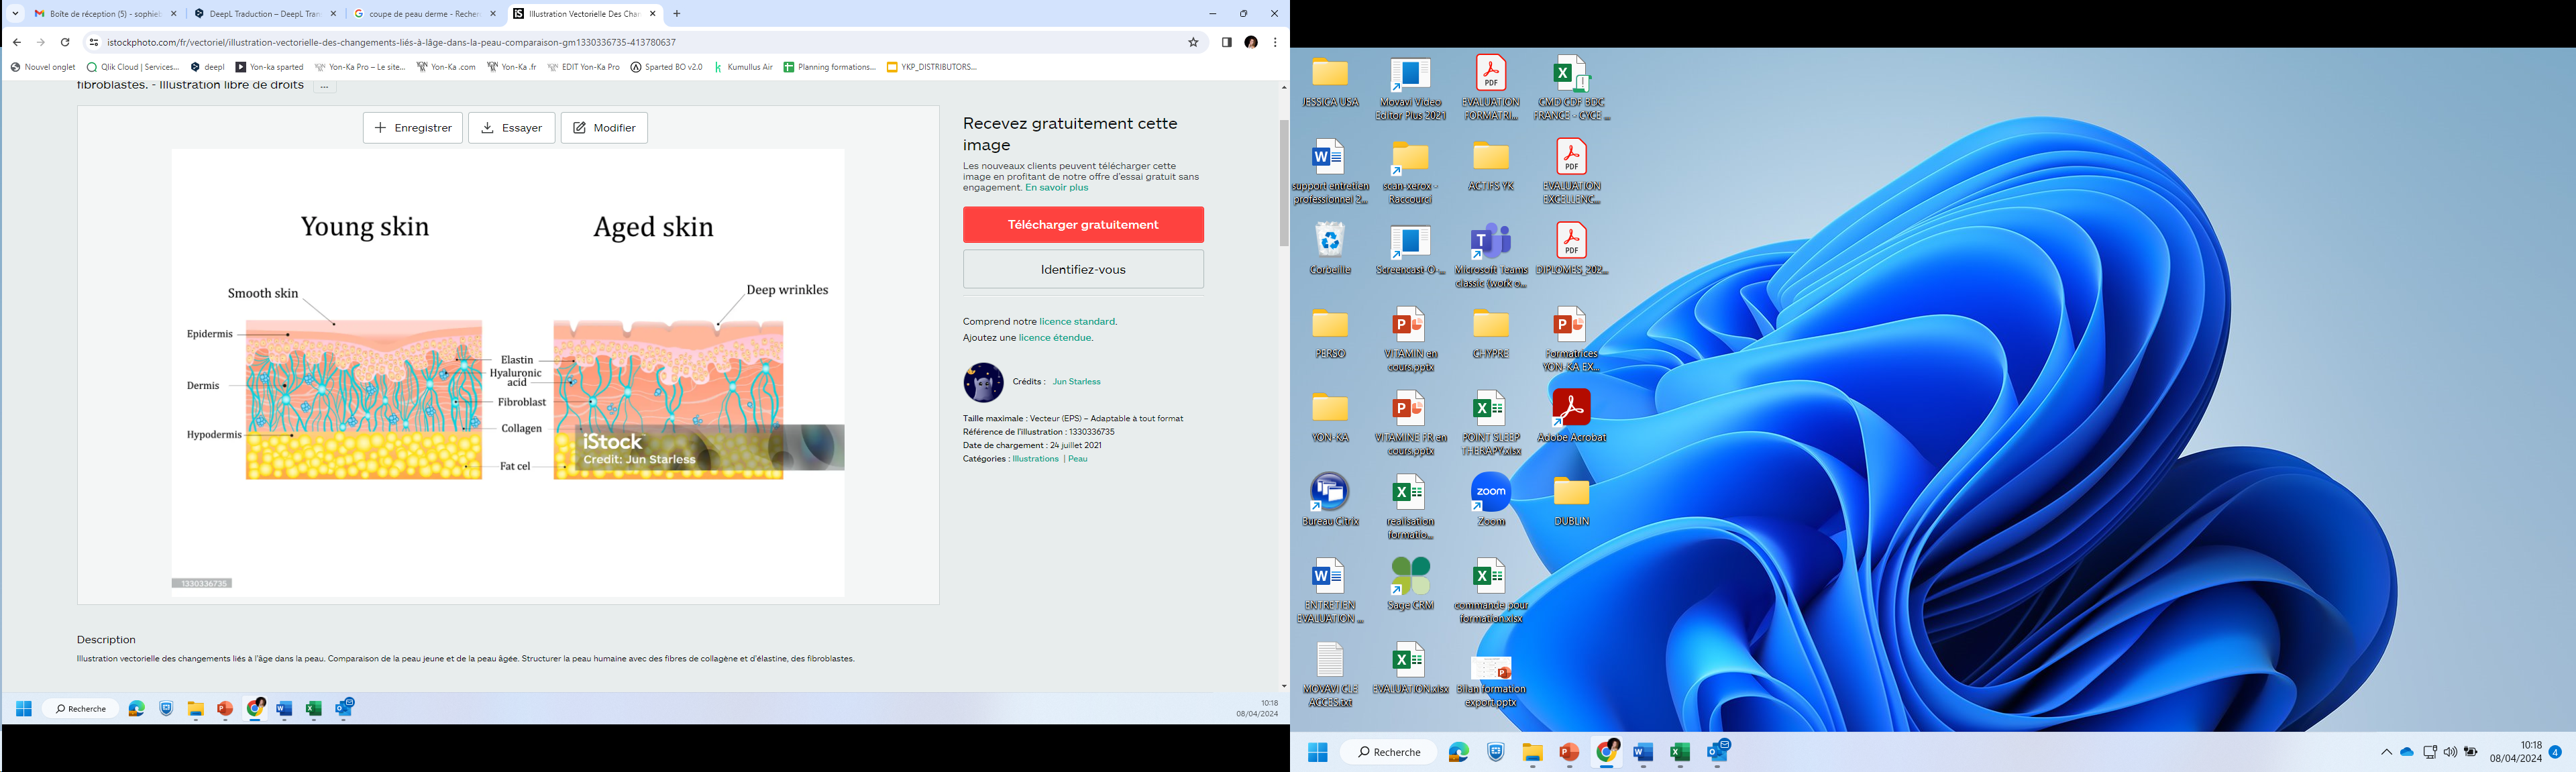 Boîte de réception (5) - sophie
DeepL Traduction – DeepL Tran
coupe de peau derme - Recher
Illustration Vectorielle Des Chan
istockphoto.com/fr/vectoriel/illustration-vectorielle-des-changements-liés-à-lâge-dans-la-peau-comparaison-gm1330336735-413780637
Nouvel onglet
Qlik Cloud | Services...
deepl
Yon-ka sparted
Yon-Ka Pro – Le site...
Yon-Ka .com
Yon-Ka .fr
EDIT Yon-Ka Pro
Sparted BO v2.0
Kumullus Air
Planning formations...
YKP_DISTRIBUTORS...
fibroblastes. - Illustration libre de droits
...
Enregistrer
Essayer
Modifier
Young skin
Aged skin
Smooth skin
Deep wrinkles
Epidermis
Dermis
Hypodermis
Elastin
Hyaluronic
acid
Fibroblast
Collagen
Fat cel
iStock
Credit: Jun Starless
1330336735
Recevez gratuitement cette
image
Les nouveaux clients peuvent télécharger cette
image en profitant de notre offre d'essai gratuit sans
engagement. En savoir plus
Télécharger gratuitement
Identifiez-vous
Comprend notre licence standard.
Ajoutez une licence étendue.
Crédits : Jun Starless
Taille maximale : Vecteur (EPS) – Adaptable à tout format
Référence de l'illustration : 1330336735
Date de chargement : 24 juillet 2021
Catégories : Illustrations | Peau
Description
Illustration vectorielle des changements liés à l'âge dans la peau. Comparaison de la peau jeune et de la peau âgée. Structurer la peau humaine avec des fibres de collagène et d'élastine, des fibroblastes.
Recherche
10:18
08/04/2024
JESSICA USA
Movavi Video
Editor Plus 2021
EVALUATION
FORMATRI...
CMD CDF BDC
FRANCE - CYCE ...
support entretien
professionnel 2...
scan-xerox -
Raccourci
ACTIFS YK
EVALUATION
EXCELLENC...
Corbeille
Screencast-O-...
Microsoft Teams
classic (work o...
DIPLOMES_202...
PERSO
VITAMIN en
cours.pptx
CHYPRE
Formatrices
YON-KA EX...
YON-KA
VITAMINE FR en
cours.pptx
POINT SLEEP
THERAPY.xlsx
Adobe Acrobat
Bureau Citrix
realisation
formatio...
Zoom
DUBLIN
ENTRETIEN
EVALUATION ...
Sage CRM
commande pour
formation.xlsx
MOVAVI CLE
ACCES.txt
EVALUATION.xlsx
Bilan formation
export.pptx
Recherche
10:18
08/04/2024
4